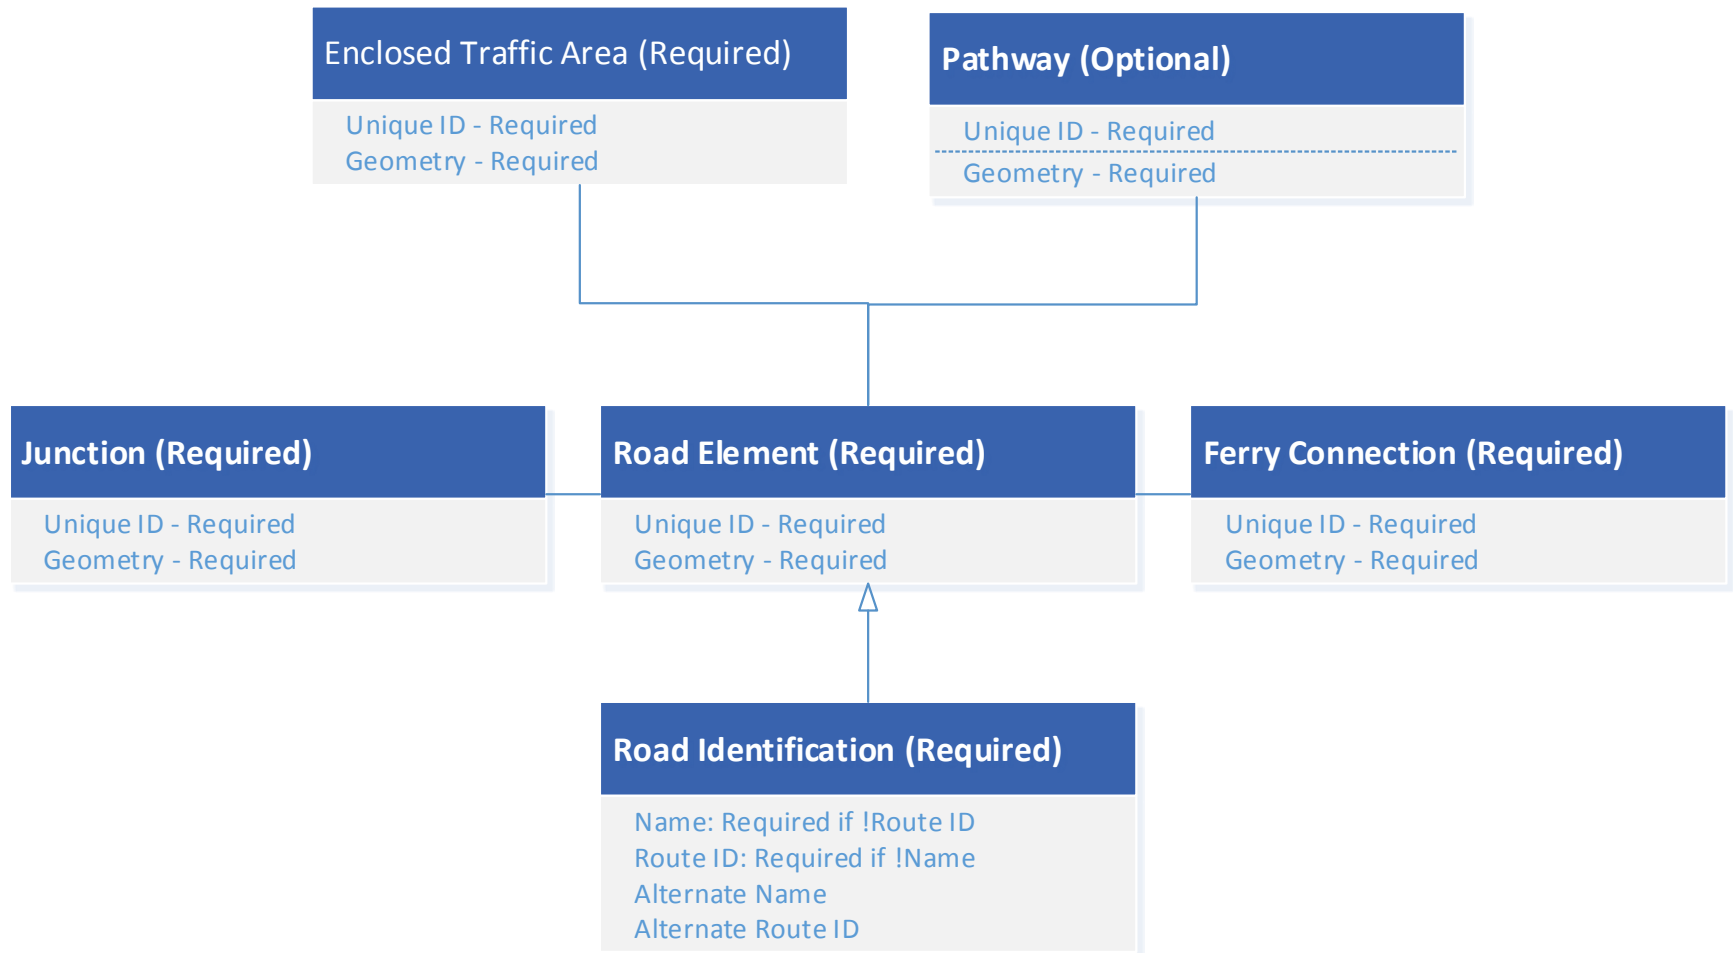 Enclosed Traffic Area (Required)
Unique ID - Required
Geometry - Required
Pathway (Optional)
Unique ID - Required
Geometry - Required
Junction (Required)
Unique ID - Required
Geometry - Required
Road Element (Required)
Unique ID - Required
Geometry - Required
Ferry Connection (Required)
Unique ID - Required
Geometry - Required
Road Identification (Required)
Name: Required if !Route ID
Route ID: Required if !Name
Alternate Name
Alternate Route ID